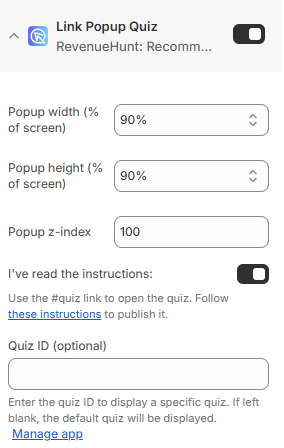 Link Popup Quiz
RevenueHunt: Recomm...
Popup width (%
of screen)
90%
Popup height (%
of screen)
90%
Popup z-index
100
I've read the instructions:
Use the #quiz link to open the quiz. Follow
these instructions to publish it.
Quiz ID (optional)
Enter the quiz ID to display a specific quiz. If left
blank, the default quiz will be displayed.
Manage app